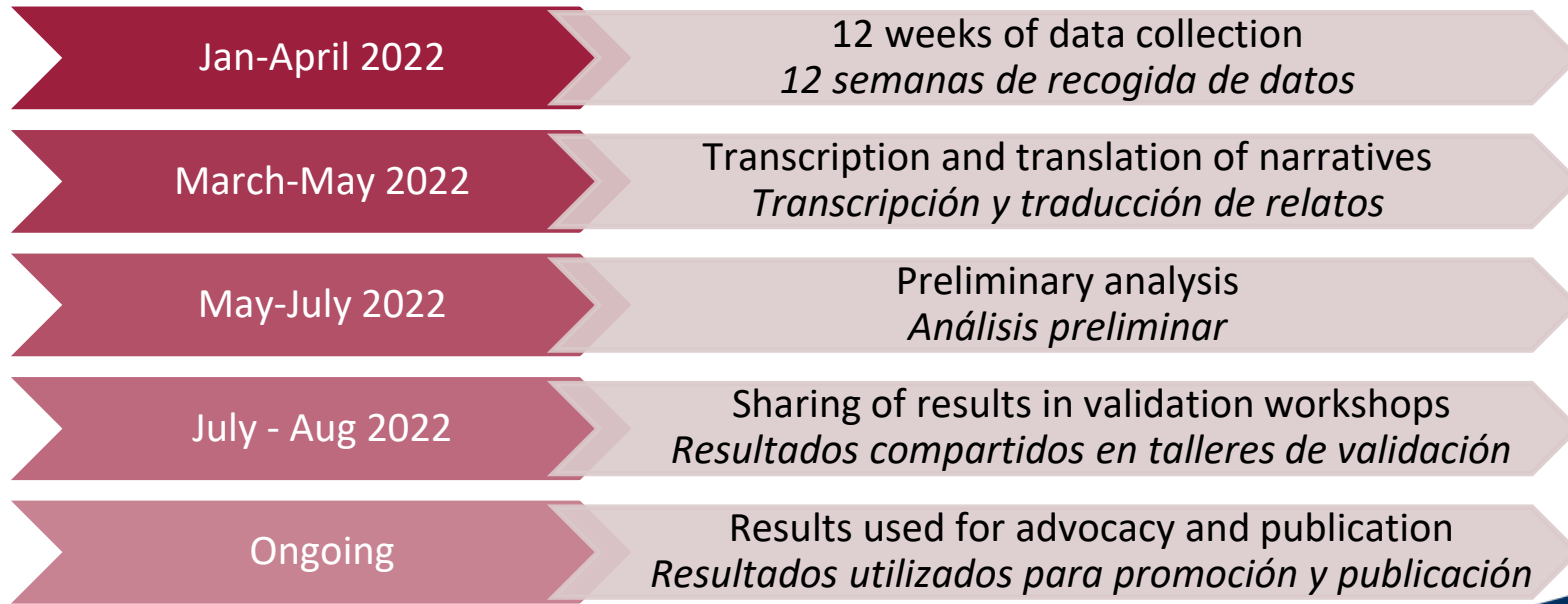 Jan-April 2022
12 weeks of data collection
12 semanas de recogida de datos
March-May 2022
Transcription and translation of narratives
Transcripción y traducción de relatos
May-July 2022
Preliminary analysis
Análisis preliminar
July - Aug 2022
Sharing of results in validation workshops
Resultados compartidos en talleres de validación
Ongoing
Results used for advocacy and publication
Resultados utilizados para promoción y publicación